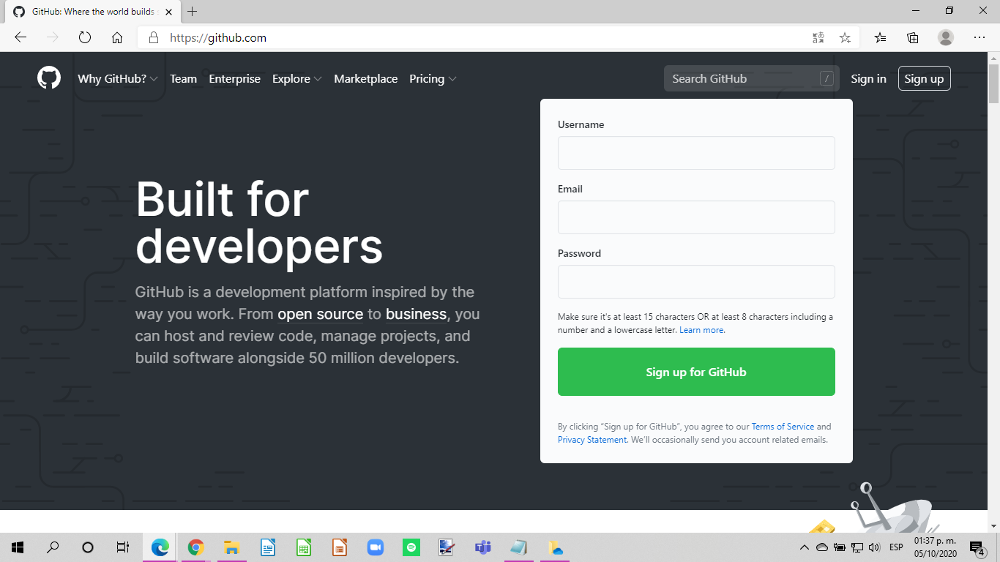 GitHub: Where the world builds
https://github.com
Why GitHub? Team Enterprise Explore Marketplace Pricing
Search GitHub / Sign in Sign up
Built for
developers
GitHub is a development platform inspired by the
way you work. From open source to business, you
can host and review code, manage projects, and
build software alongside 50 million developers.
Username
Email
Password
Make sure it's at least 15 characters OR at least 8 characters including a
number and a lowercase letter. Learn more.
Sign up for GitHub
By clicking “Sign up for GitHub”, you agree to our Terms of Service and
Privacy Statement. We’ll occasionally send you account related emails.
ESP
01:37 p. m.
05/10/2020
4